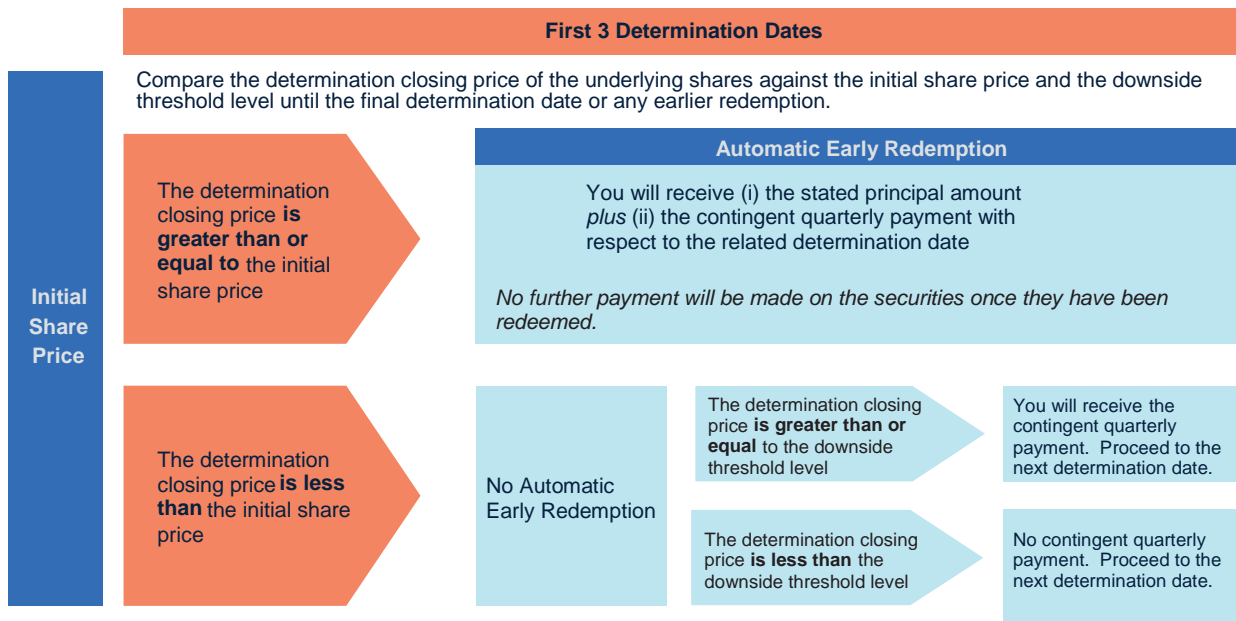 First 3 Determination Dates
Compare the determination closing price of the underlying shares against the initial share price and the downside
threshold level until the final determination date or any earlier redemption.
Initial
Share
Price
The determination
closing price is
greater than or
equal to the initial
share price
Automatic Early Redemption
You will receive (i) the stated principal amount
plus (ii) the contingent quarterly payment with
respect to the related determination date
No further payment will be made on the securities once they have been
redeemed.
The determination
closing price is less
than the initial share
price
No Automatic
Early Redemption
The determination closing
price is greater than or
equal to the downside
threshold level
You will receive the
contingent quarterly
payment.  Proceed to the
next determination date.
The determination closing
price is less than the
downside threshold level
No contingent quarterly
payment.  Proceed to the
next determination date.